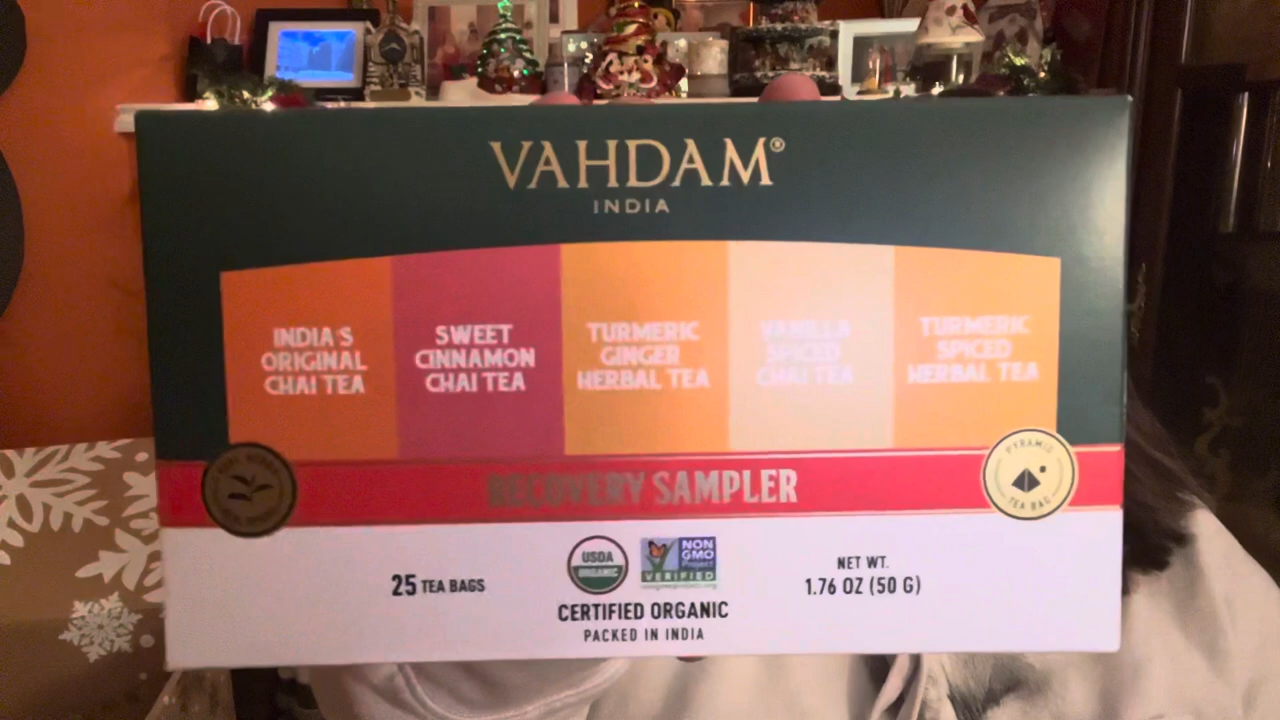 VAHDAM®
INDIA
INDIA'S
ORIGINAL
CHAI TEA
SWEET
CINNAMON
CHAI TEA
TURMERIC
GINGER
HERBAL TEA
VANILLA
SPICED
CHAI TEA
TURMERIC
SPICED
HERBAL TEA
RECOVERY SAMPLER
PYRAMID
TEA BAG
25 TEA BAGS
USDA
ORGANIC
NON
GMO
Project
VERIFIED
CERTIFIED ORGANIC
PACKED IN INDIA
NET WT.
1.76 OZ (50 G)